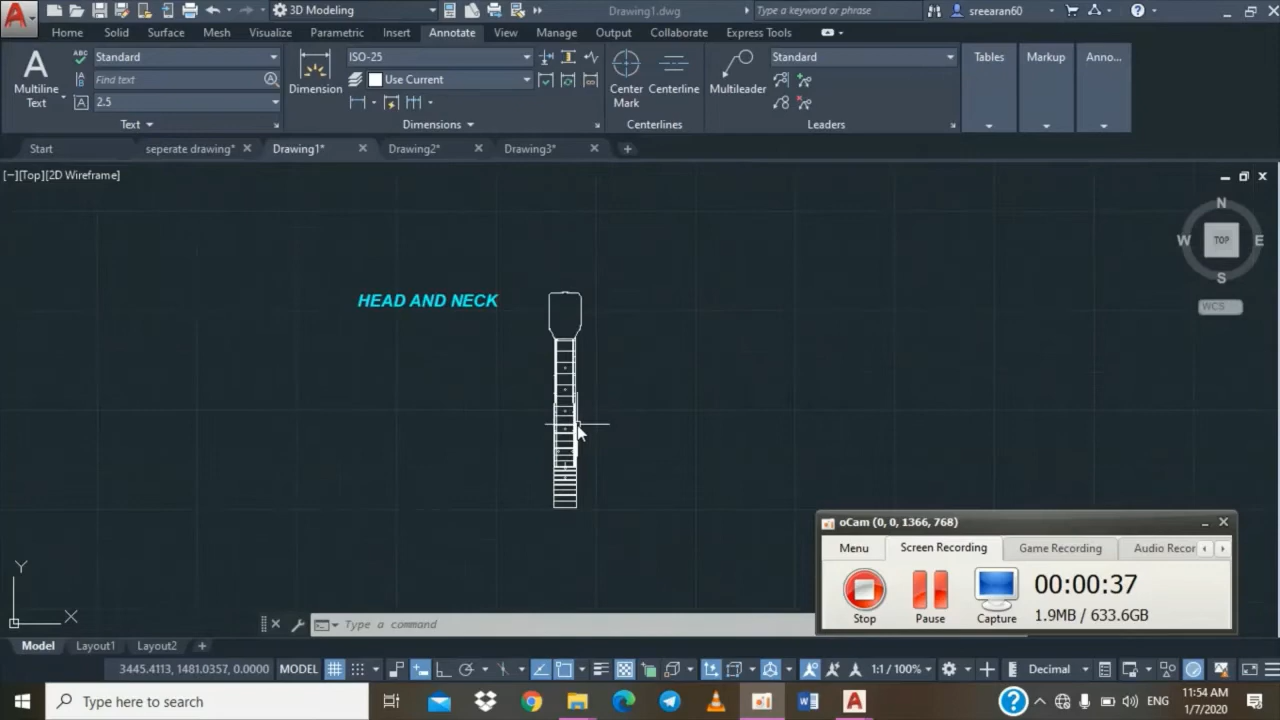 3D Modeling
Drawing1.dwg
Type a keyword or phrase
sreearan60
Home Insert Solid Surface Mesh Visualize Parametric Insert Annotate View Manage Output Collaborate Express Tools
Standard
ISO-25
Standard
Tables
Markup
Anno...
Find text
Use Current
Multiline
Text
2.5
Dimension
Center
Mark
Centerline
Multileader
Text
Dimensions
Centerlines
Leaders
Start
seperate drawing*
Drawing1*
Drawing2*
Drawing3*
[−][Top][2D Wireframe]
N
W
TOP
E
S
WCS
HEAD AND NECK
oCam (0, 0, 1366, 768)
Menu
Screen Recording
Game Recording
Audio Recor
00:00:37
1.9MB / 633.6GB
Stop
Pause
Capture
Y
X
Type a command
Model
Layout1
Layout2
3445.4113, 1481.0357, 0.0000
MODEL
1:1 / 100%
Decimal
Type here to search
ENG
11:54 AM
1/7/2020